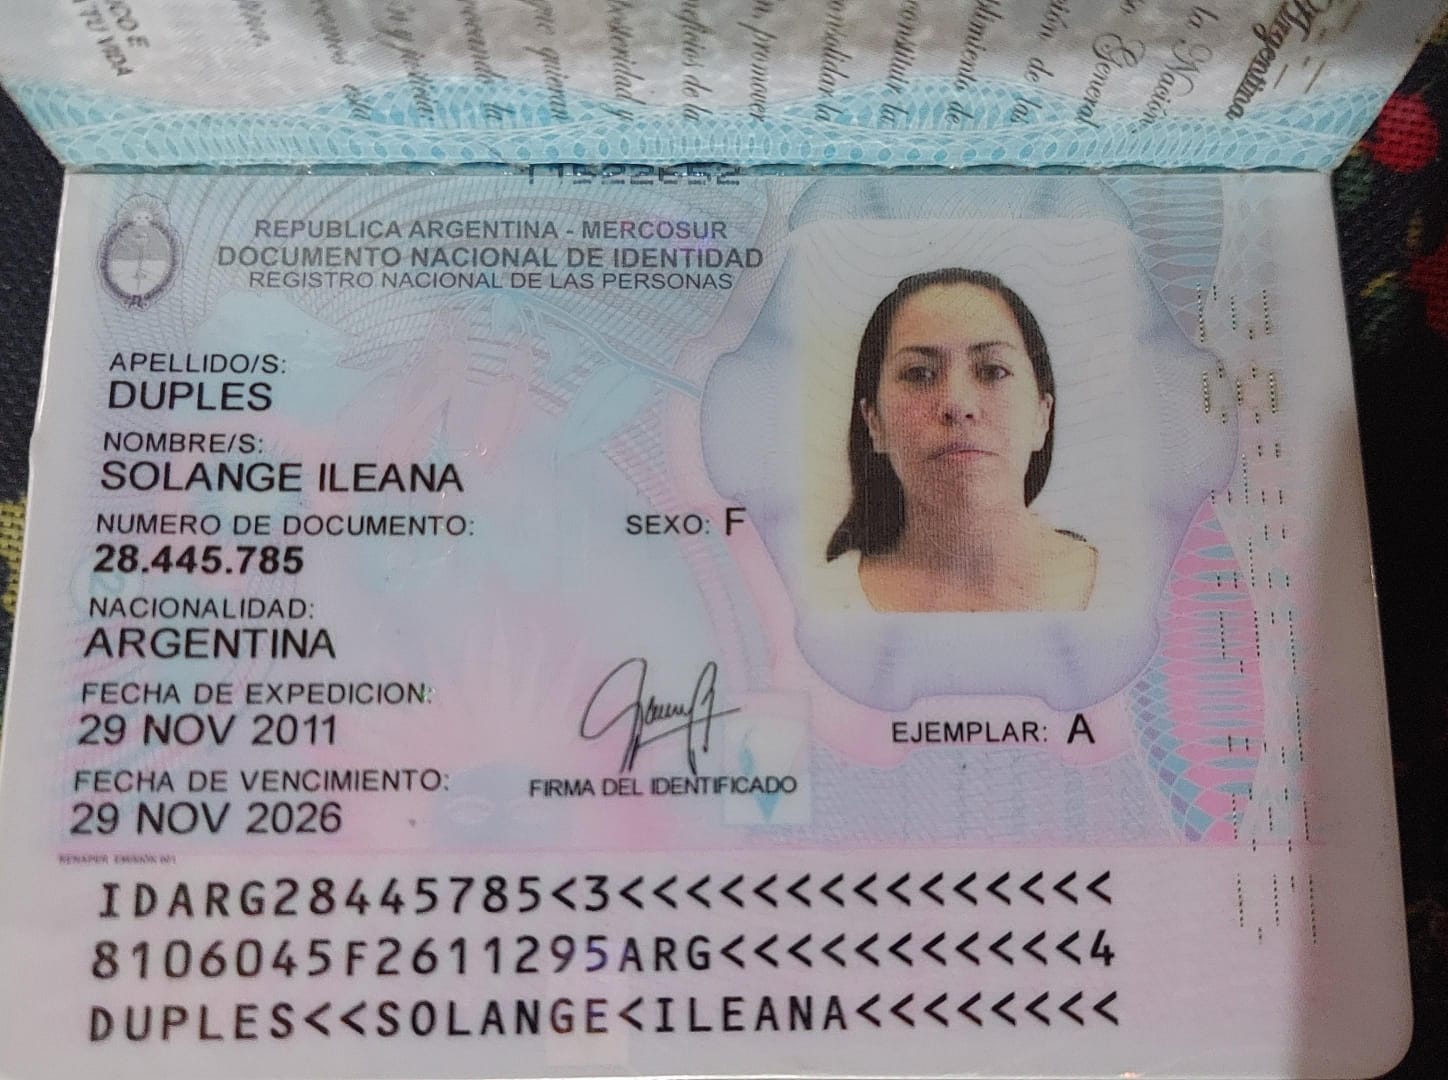 REPUBLICA ARGENTINA - MERCOSUR
DOCUMENTO NACIONAL DE IDENTIDAD
REGISTRO NACIONAL DE LAS PERSONAS
APELLIDO/S:
DUPLES
NOMBRE/S:
SOLANGE ILEANA
NUMERO DE DOCUMENTO:
28.445.785
SEXO: F
NACIONALIDAD:
ARGENTINA
FECHA DE EXPEDICION:
29 NOV 2011
FECHA DE VENCIMIENTO:
29 NOV 2026
FIRMA DEL IDENTIFICADO
EJEMPLAR: A
RENAPER EMISIÓN 001
IDARG28445785<3<<<<<<<<<<<<<<<
8106045F2611295ARG<<<<<<<<<<<4
DUPLES<<SOLANGE<ILEANA<<<<<<<<